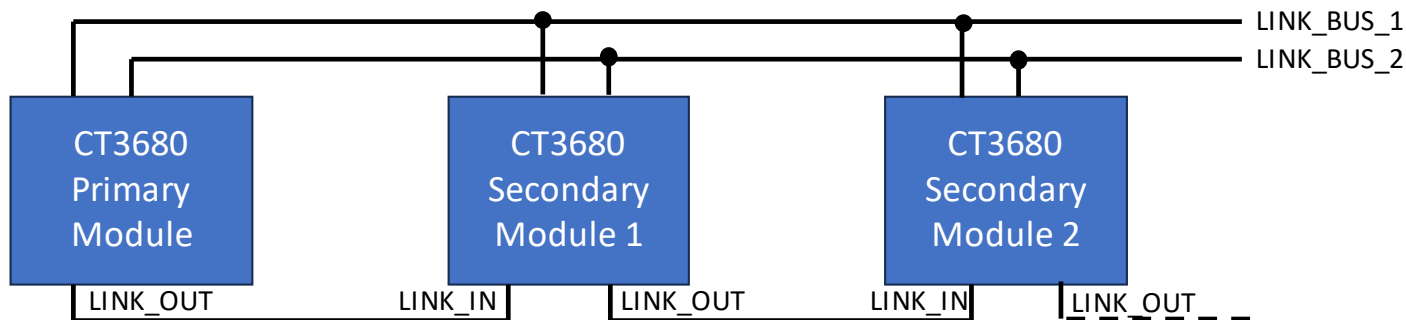 LINK_BUS_1
LINK_BUS_2
CT3680
Primary
Module
CT3680
Secondary
Module 1
CT3680
Secondary
Module 2
LINK_OUT
LINK_IN
LINK_OUT
LINK_IN
LINK_OUT